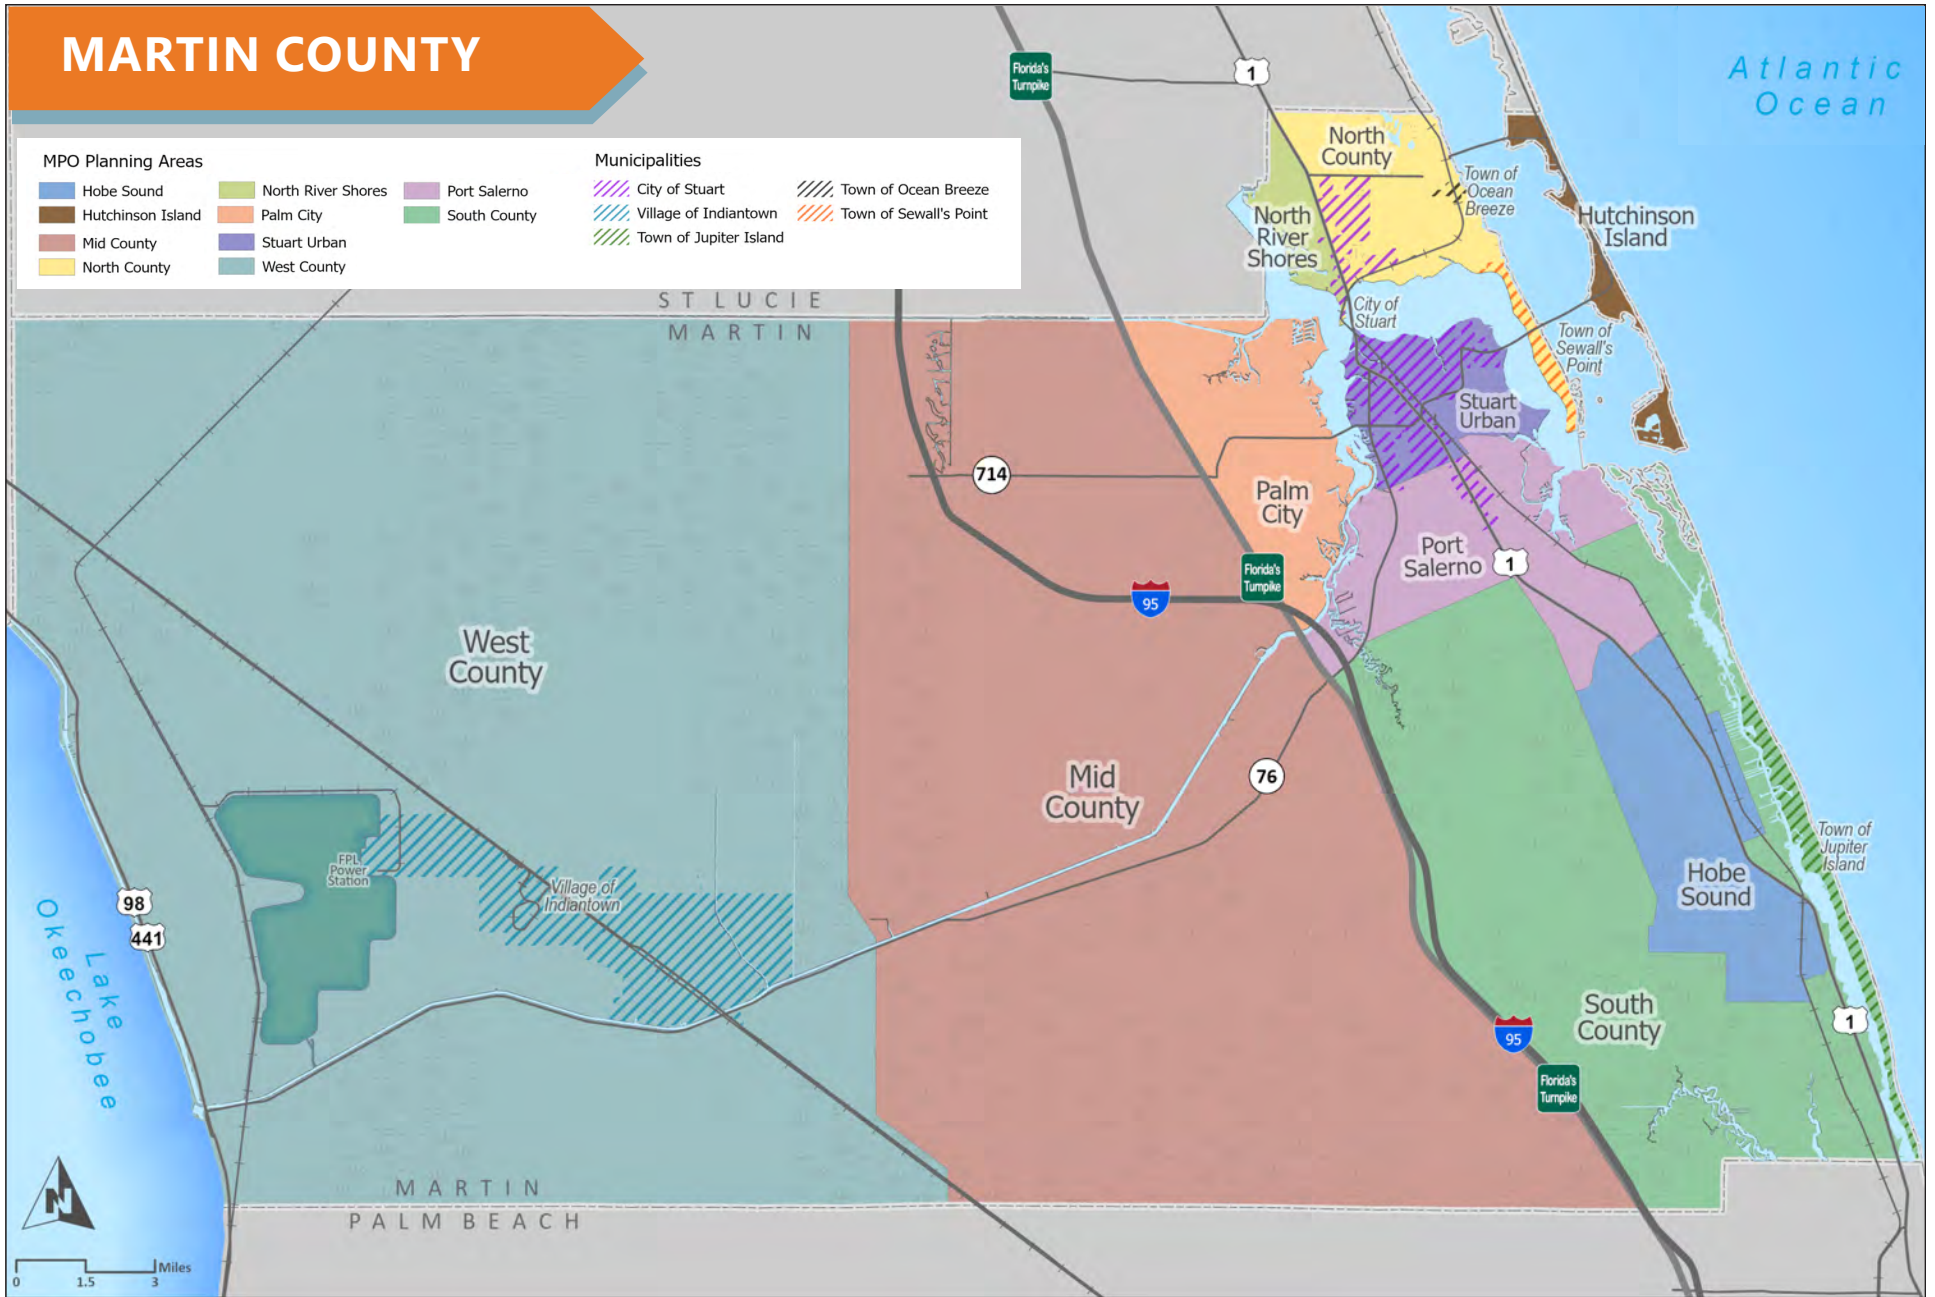 MARTIN COUNTY
MPO Planning Areas
Hobe Sound
Hutchinson Island
Mid County
North County
North River Shores
Palm City
Stuart Urban
West County
Port Salerno
South County
Municipalities
City of Stuart
Village of Indiantown
Town of Jupiter Island
Town of Ocean Breeze
Town of Sewall's Point
Florida's
Turnpike
1
Atlantic
Ocean
North
County
Town of
Ocean
Breeze
North
River
Shores
Hutchinson
Island
ST LUCIE
MARTIN
City of
Stuart
Town of
Sewall's
Point
Stuart
Urban
714
Palm
City
Port
Salerno
1
Florida's
Turnpike
95
West
County
Mid
County
76
Town of
Jupiter
Island
FPL
Power
Station
Village of
Indiantown
Hobe
Sound
98
441
Lake
Okeechobee
South
County
1
95
Florida's
Turnpike
MARTIN
PALM BEACH
N
Miles
0 1.5 3